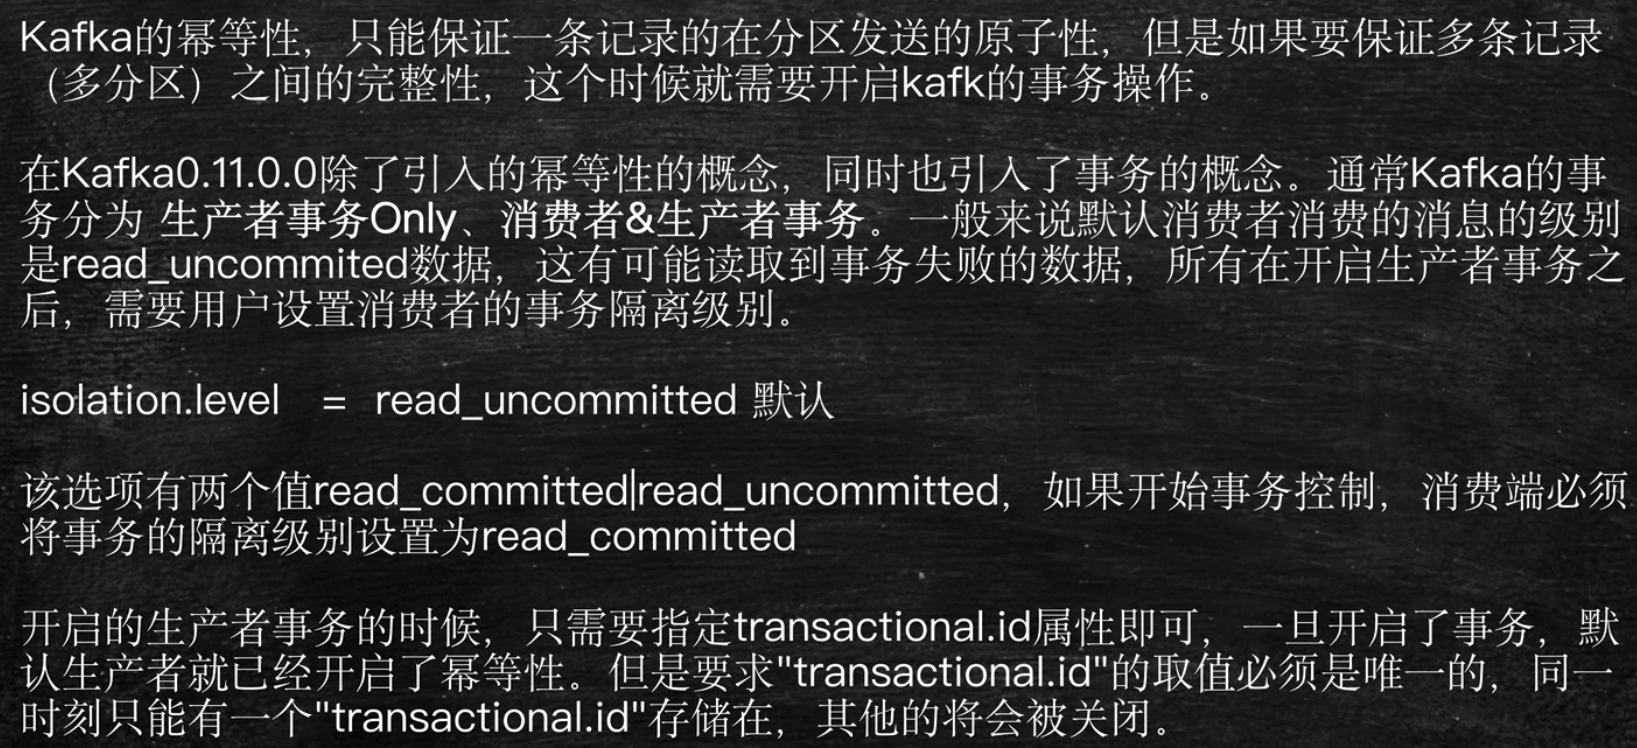 Kafka的幂等性，只能保证一条记录的在分区发送的原子性，但是如果要保证多条记录
（多分区）之间的完整性，这个时候就需要开启kafk的事务操作。
在Kafka0.11.0.0除了引入的幂等性的概念，同时也引入了事务的概念。通常Kafka的事
务分为 生产者事务Only、消费者&生产者事务。一般来说默认消费者消费的消息的级别
是read_uncommited数据，这有可能读取到事务失败的数据，所有在开启生产者事务之
后，需要用户设置消费者的事务隔离级别。
isolation.level = read_uncommitted 默认
该选项有两个值read_committed|read_uncommitted，如果开始事务控制，消费端必须
将事务的隔离级别设置为read_committed
开启的生产者事务的时候，只需要指定transactional.id属性即可，一旦开启了事务，默
认生产者就已经开启了幂等性。但是要求"transactional.id"的取值必须是唯一的，同一
时刻只能有一个"transactional.id"存储在，其他的将会被关闭。